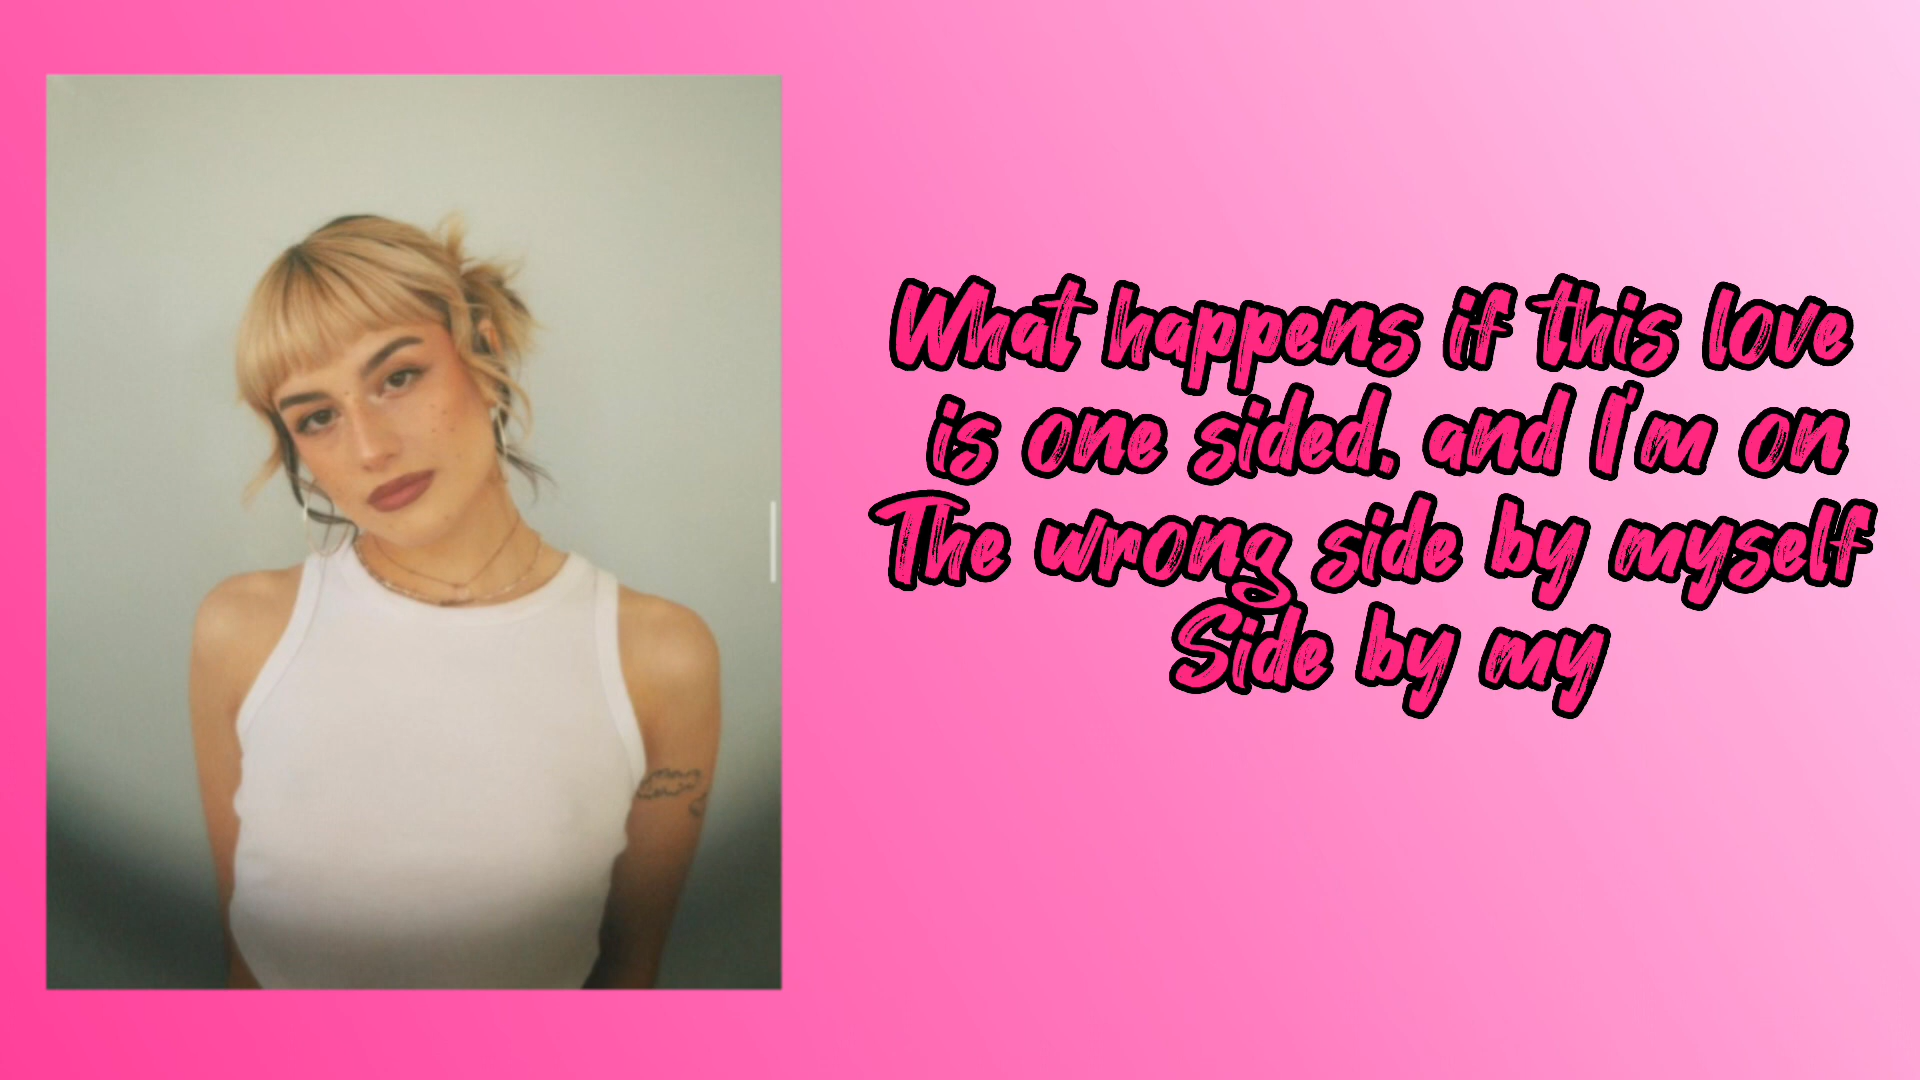 What happens if this love
is one sided, and I'm on
The wrong side by myself
Side by my